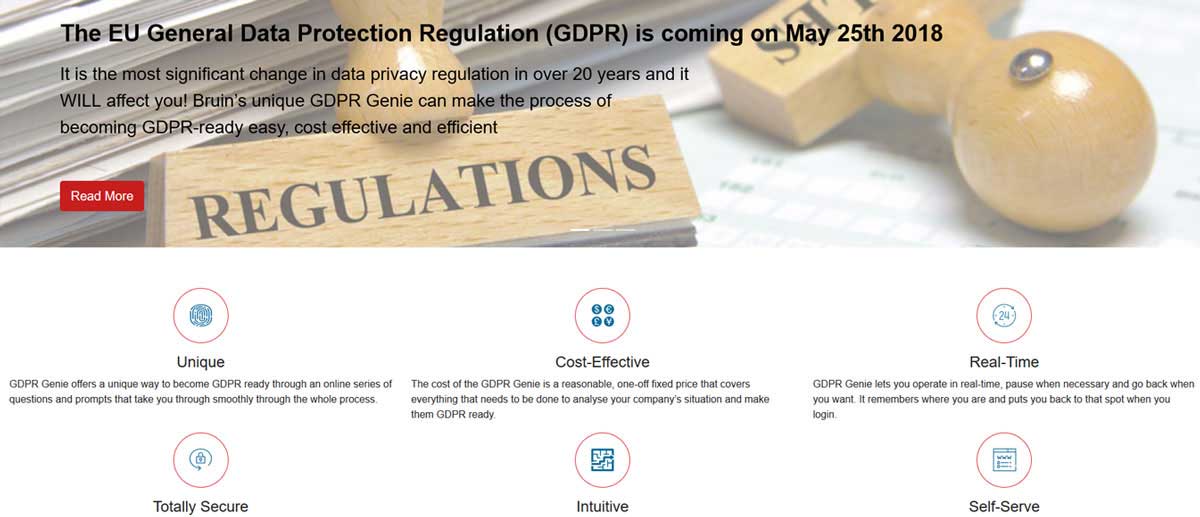 The EU General Data Protection Regulation (GDPR) is coming on May 25th 2018
It is the most significant change in data privacy regulation in over 20 years and it
WILL affect you! Bruin's unique GDPR Genie can make the process of
becoming GDPR-ready easy, cost effective and efficient
Read More
REGULATIONS
24
Unique
Cost-Effective
Real-Time
GDPR Genie offers a unique way to become GDPR ready through an online series of
questions and prompts that take you through smoothly through the whole process.
The cost of the GDPR Genie is a reasonable, one-off fixed price that covers
everything that needs to be done to analyse your company's situation and make
them GDPR ready.
GDPR Genie lets you operate in real-time, pause when necessary and go back when
you want. It remembers where you are and puts you back to that spot when you
login.
Totally Secure
Intuitive
Self-Serve